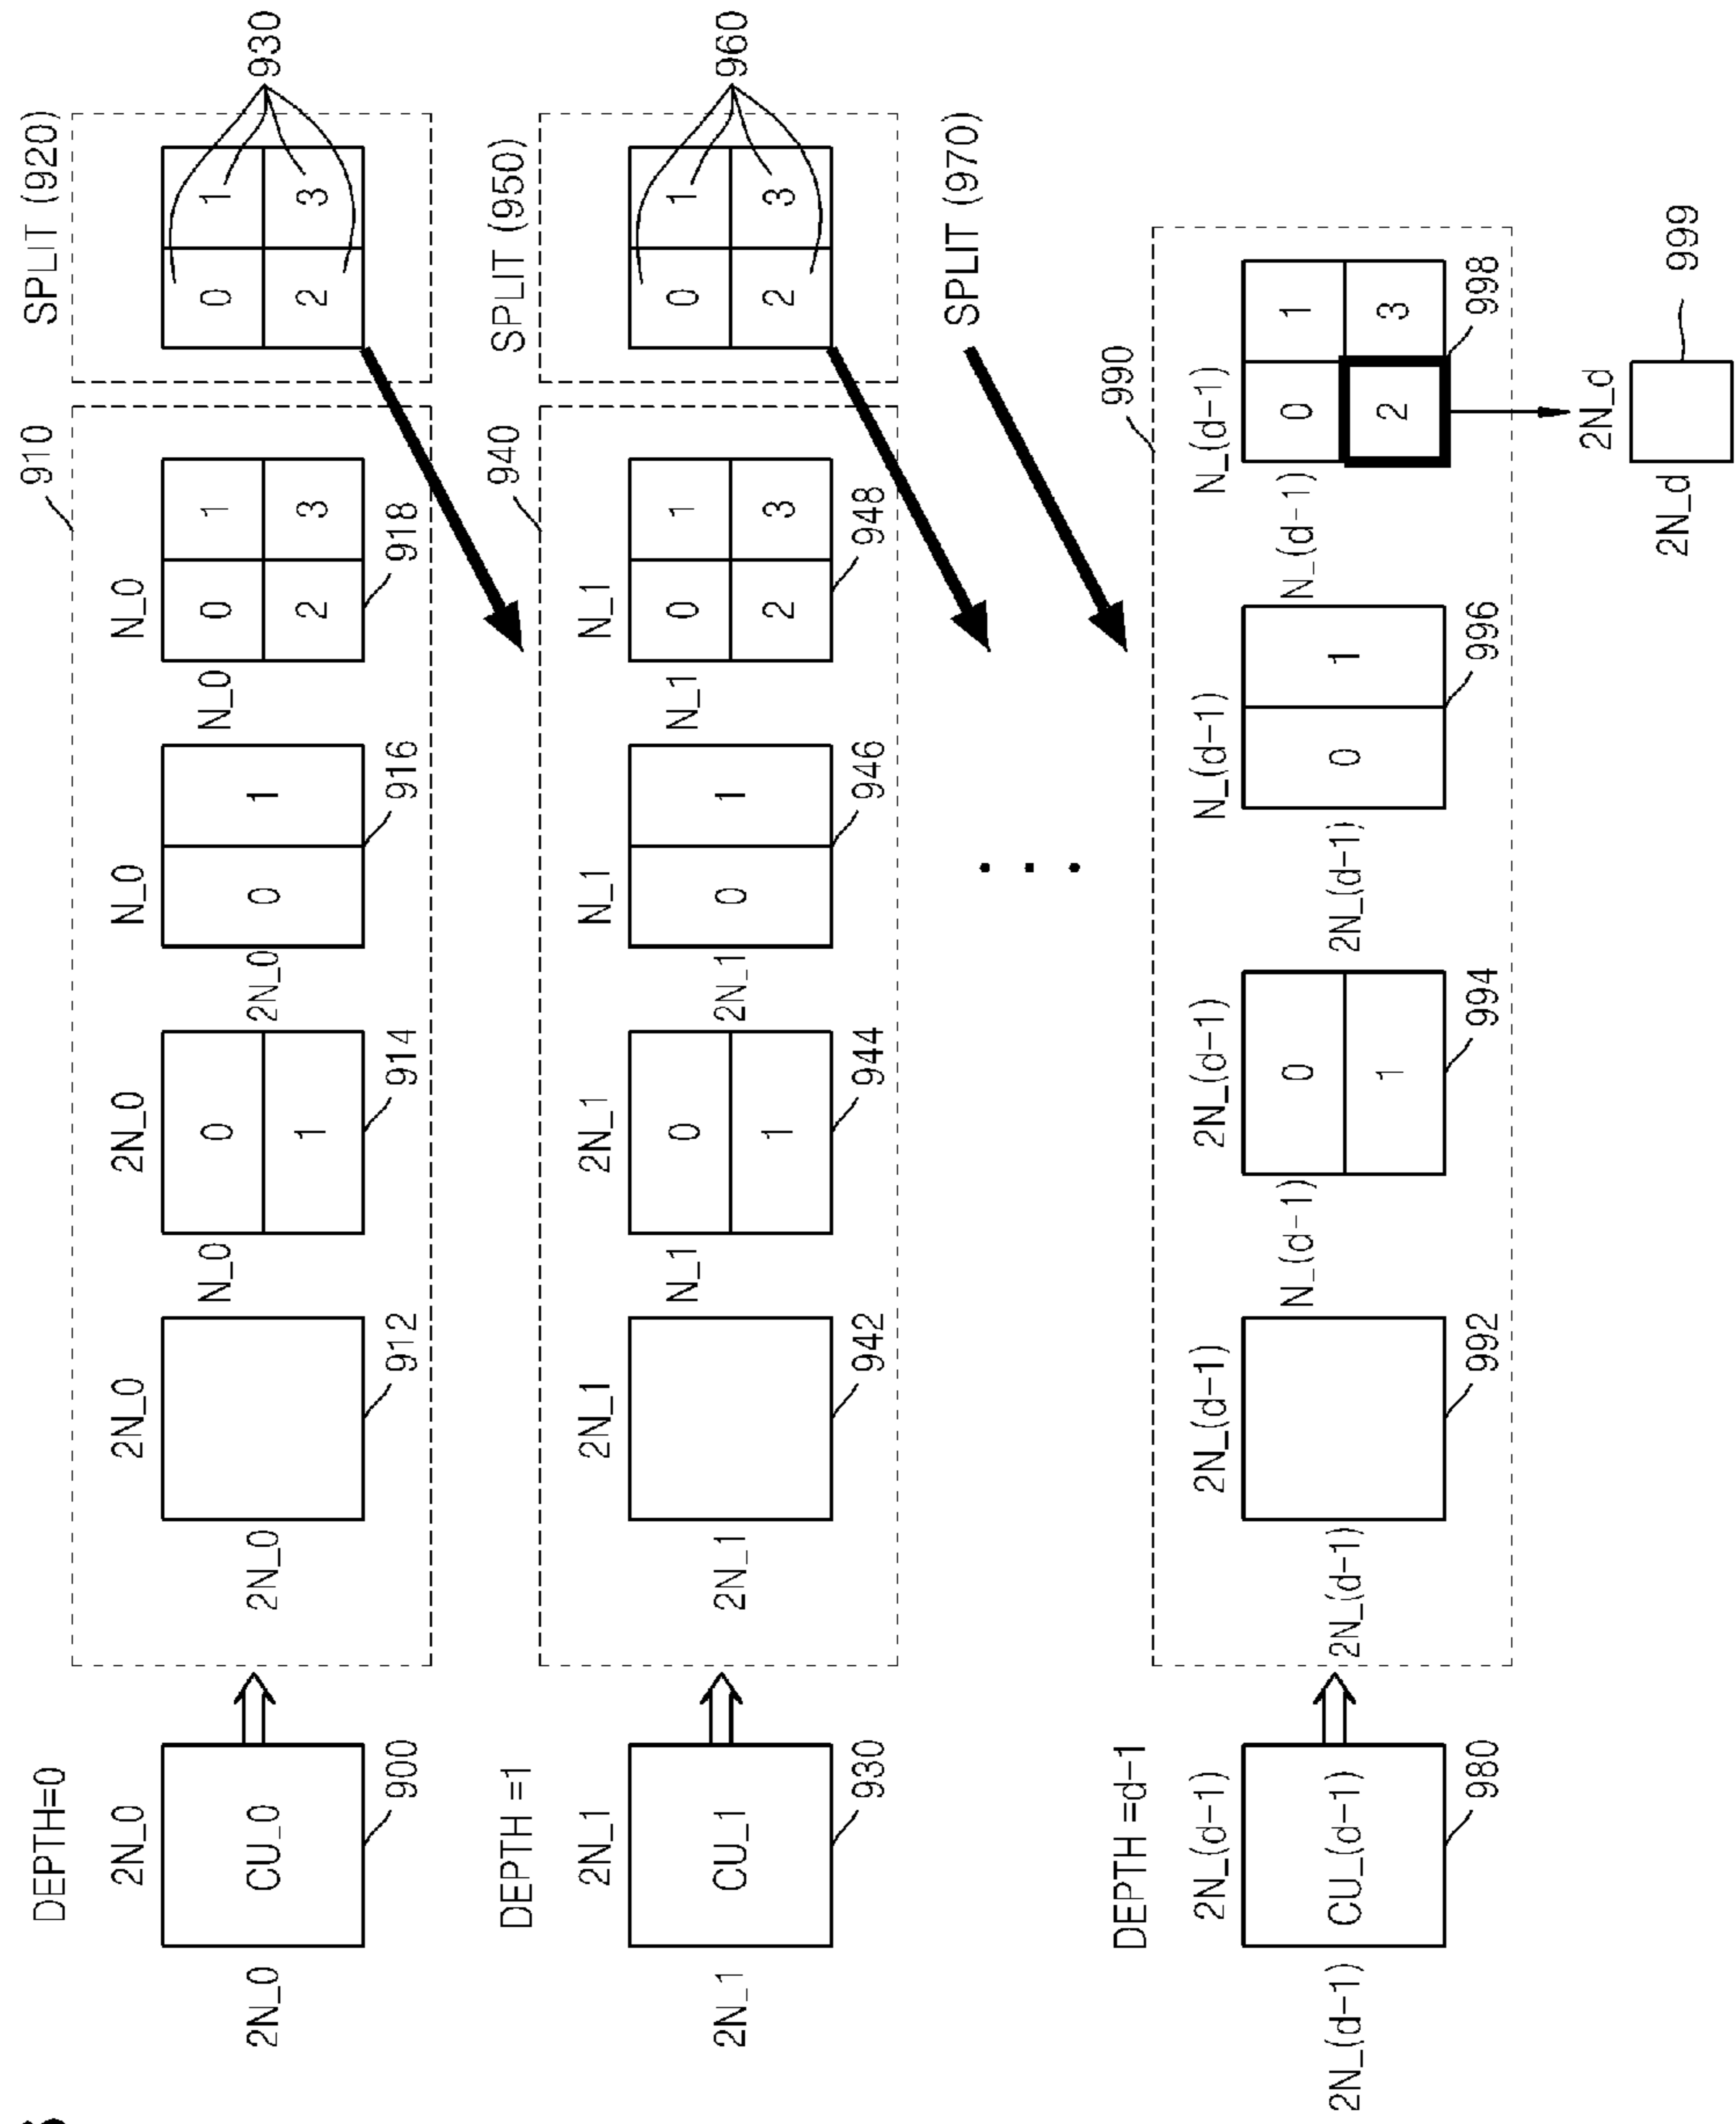 DEPTH=0
2N_0
2N_0
CU_0
900
910
2N_0
2N_0
912
2N_0
N_0
0
1
914
N_0
2N_0
0
1
916
N_0
N_0
0
1
2
3
918
SPLIT (920)
0
1
2
3
930
DEPTH =1
2N_1
2N_1
CU_1
930
940
2N_1
2N_1
942
2N_1
N_1
0
1
944
N_1
2N_1
0
1
946
N_1
N_1
0
1
2
3
948
SPLIT (950)
0
1
2
3
960
SPLIT (970)
. . .
DEPTH =d-1
2N_(d-1)
2N_(d-1)
CU_(d-1)
980
990
2N_(d-1)
2N_(d-1)
992
2N_(d-1)
N_(d-1)
0
1
994
N_(d-1)
2N_(d-1)
0
1
996
N_(d-1)
N_(d-1)
0
1
2
3
998
2N_d
2N_d
999